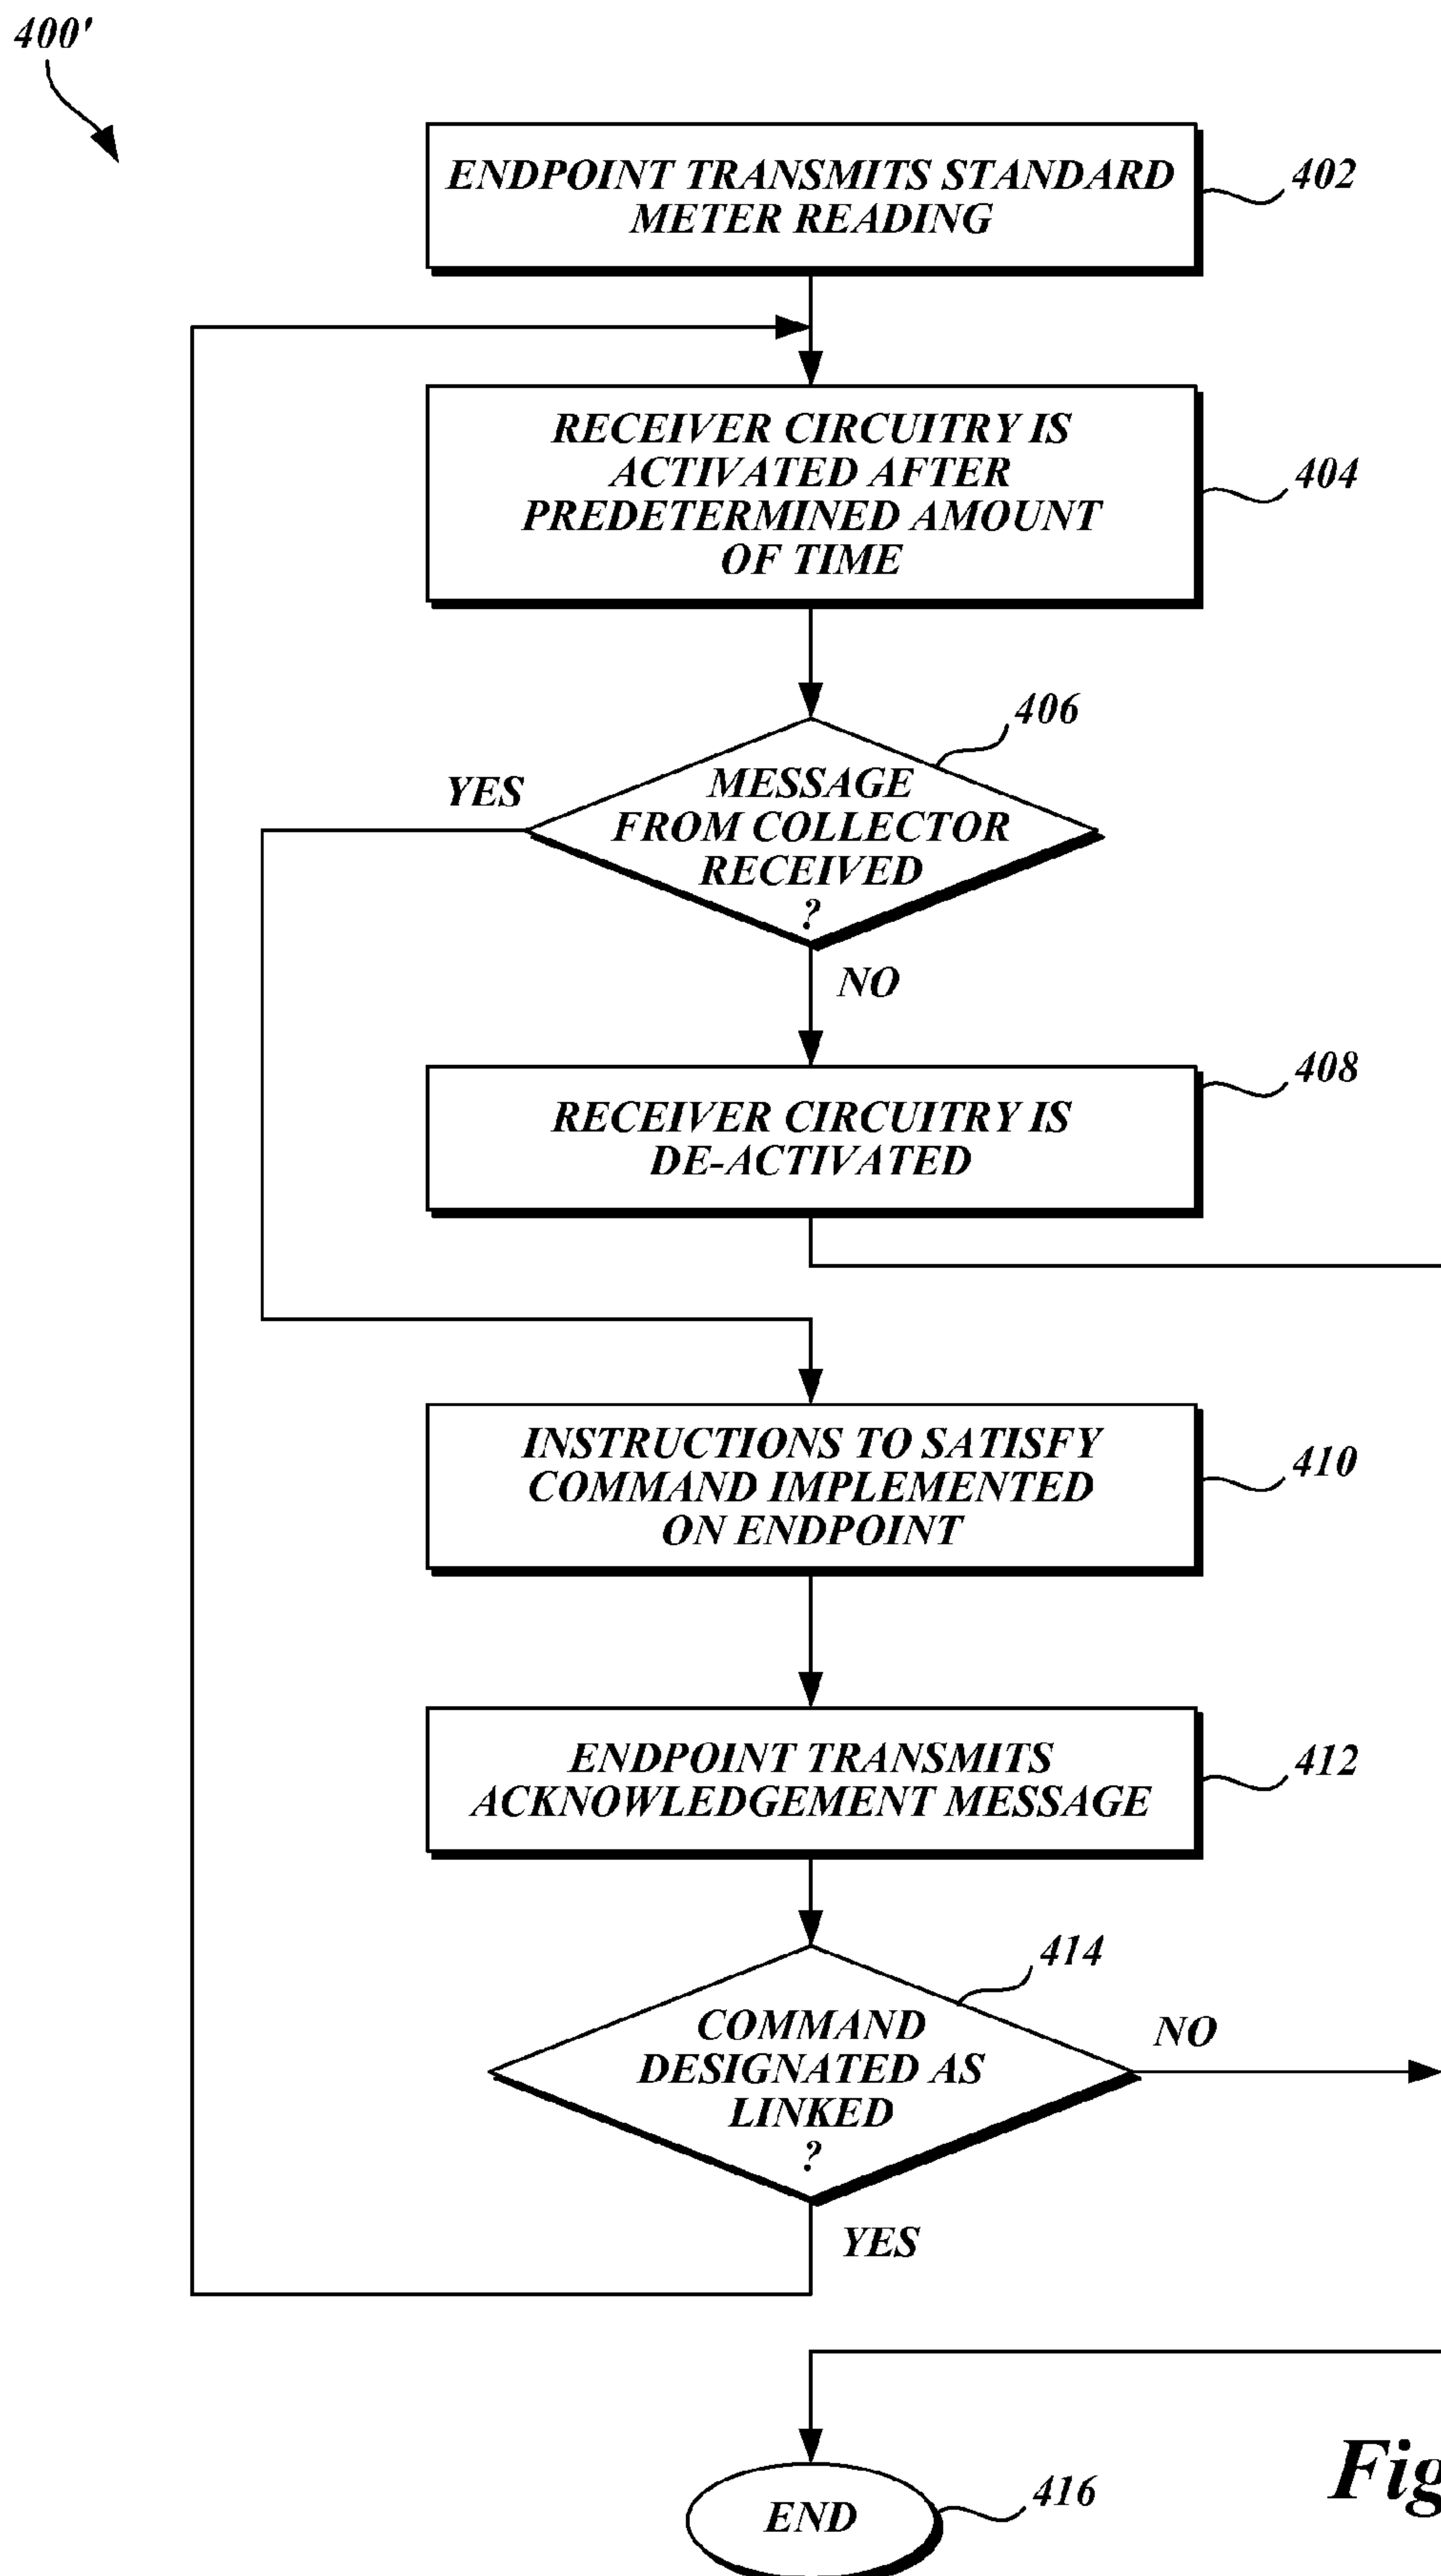 400'
ENDPOINT TRANSMITS STANDARD
METER READING
402
RECEIVER CIRCUITRY IS
ACTIVATED AFTER
PREDETERMINED AMOUNT
OF TIME
404
406
YES
MESSAGE
FROM COLLECTOR
RECEIVED
?
NO
408
RECEIVER CIRCUITRY IS
DE-ACTIVATED
INSTRUCTIONS TO SATISFY
COMMAND IMPLEMENTED
ON ENDPOINT
410
ENDPOINT TRANSMITS
ACKNOWLEDGEMENT MESSAGE
412
414
COMMAND
DESIGNATED AS
LINKED
?
NO
YES
Fig
END
416